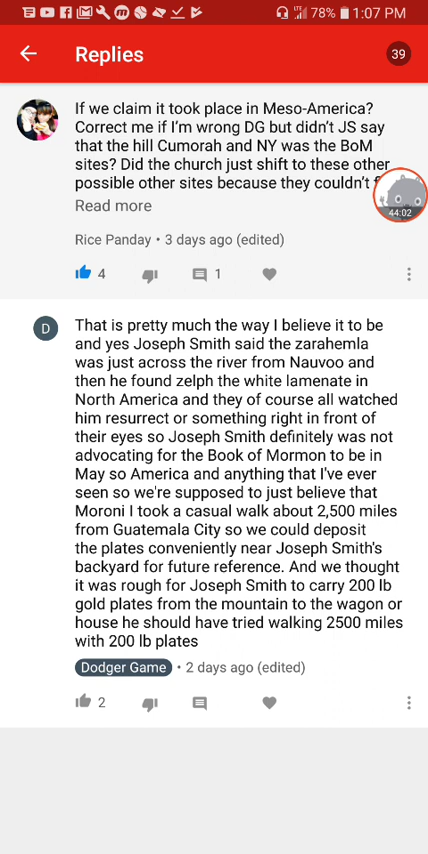 78% 1:07 PM
Replies
39
If we claim it took place in Meso-America?
Correct me if I'm wrong DG but didn't JS say
that the hill Cumorah and NY was the BoM
sites? Did the church just shift to these other
possible other sites because they couldn't
44:02
Read more
Rice Panday • 3 days ago (edited)
4
1
D
That is pretty much the way I believe it to be
and yes Joseph Smith said the zarahemla
was just across the river from Nauvoo and
then he found zelph the white lamenate in
North America and they of course all watched
him resurrect or something right in front of
their eyes so Joseph Smith definitely was not
advocating for the Book of Mormon to be in
May so America and anything that I've ever
seen so we're supposed to just believe that
Moroni I took a casual walk about 2,500 miles
from Guatemala City so we could deposit
the plates conveniently near Joseph Smith's
backyard for future reference. And we thought
it was rough for Joseph Smith to carry 200 lb
gold plates from the mountain to the wagon or
house he should have tried walking 2500 miles
with 200 lb plates
Dodger Game • 2 days ago (edited)
2